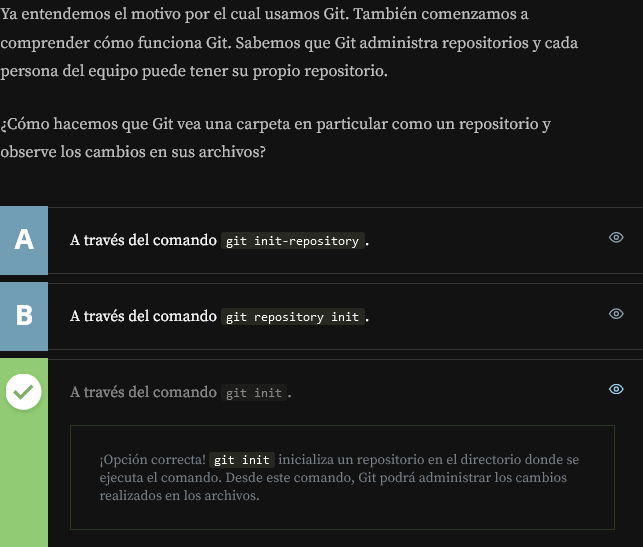 Ya entendemos el motivo por el cual usamos Git. También comenzamos a
comprender cómo funciona Git. Sabemos que Git administra repositorios y cada
persona del equipo puede tener su propio repositorio.
¿Cómo hacemos que Git vea una carpeta en particular como un repositorio y
observe los cambios en sus archivos?
A A través del comando git init-repository.
B A través del comando git repository init.
A través del comando git init.
¡Opción correcta! git init inicializa un repositorio en el directorio donde se
ejecuta el comando. Desde este comando, Git podrá administrar los cambios
realizados en los archivos.